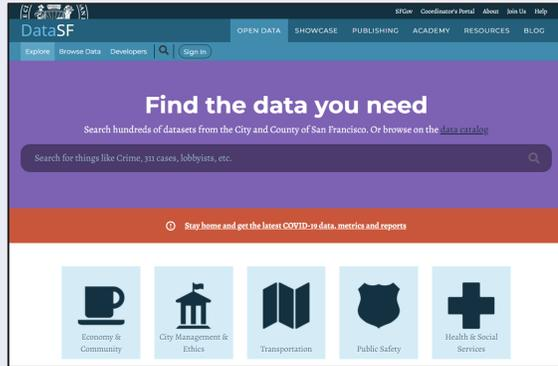 SFGov Coordinator's Portal About Join Us Help
DataSF
OPEN DATA SHOWCASE PUBLISHING ACADEMY RESOURCES BLOG
Explore Browse Data Developers Sign In
Find the data you need
Search hundreds of datasets from the City and County of San Francisco. Or browse on the data catalog
Search for things like Crime, 311 cases, lobbyists, etc.
Stay home and get the latest COVID-19 data, metrics and reports
Economy &
Community
City Management &
Ethics
Transportation
Public Safety
Health & Social
Services